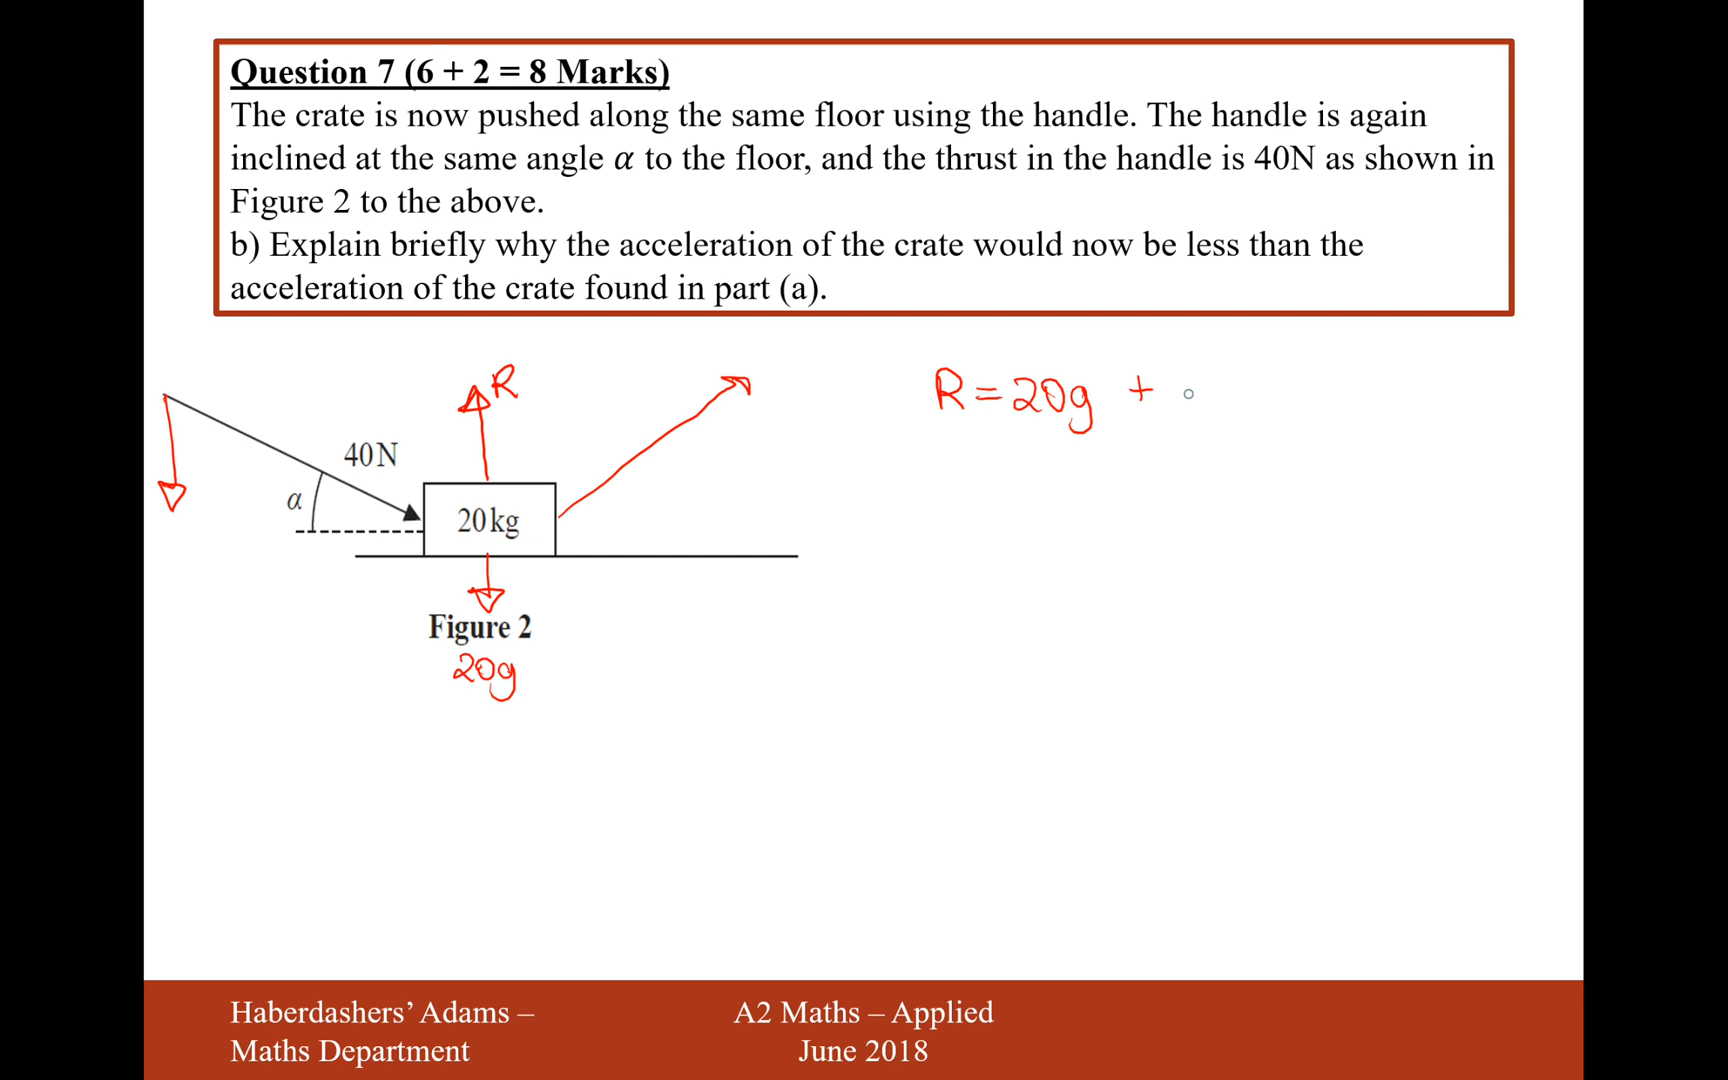 Question 7 (6 + 2 = 8 Marks)
The crate is now pushed along the same floor using the handle. The handle is again
inclined at the same angle α to the floor, and the thrust in the handle is 40N as shown in
Figure 2 to the above.
b) Explain briefly why the acceleration of the crate would now be less than the
acceleration of the crate found in part (a).
R
R = 20g +
40N
α
20kg
Figure 2
20g
Haberdashers’ Adams –
Maths Department
A2 Maths – Applied
June 2018